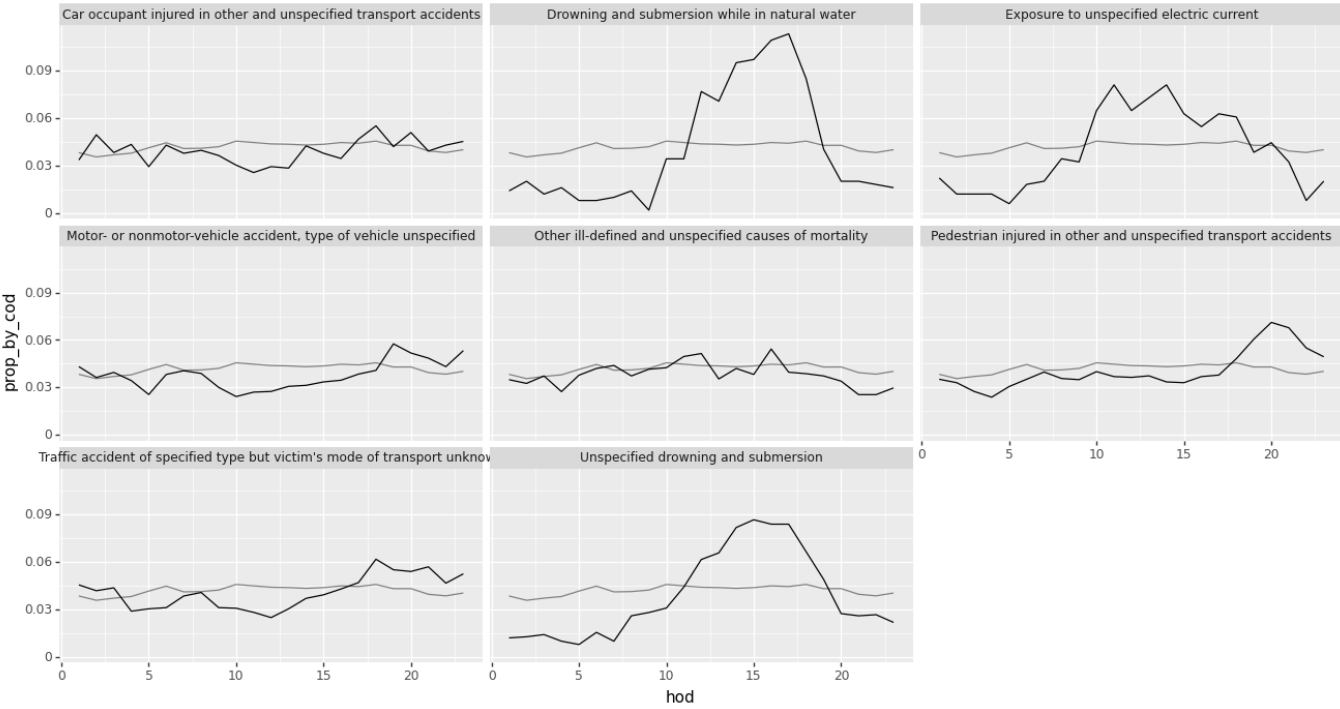 Car occupant injured in other and unspecified transport accidents
Drowning and submersion while in natural water
Exposure to unspecified electric current
0.09
0.06
0.03
0
Motor- or nonmotor-vehicle accident, type of vehicle unspecified
Other ill-defined and unspecified causes of mortality
Pedestrian injured in other and unspecified transport accidents
prop_by_cod
0.09
0.06
0.03
0
0 5 10 15 20
Traffic accident of specified type but victim's mode of transport unknow
Unspecified drowning and submersion
0.09
0.06
0.03
0
0 5 10 15 20
0 5 10 15 20
hod